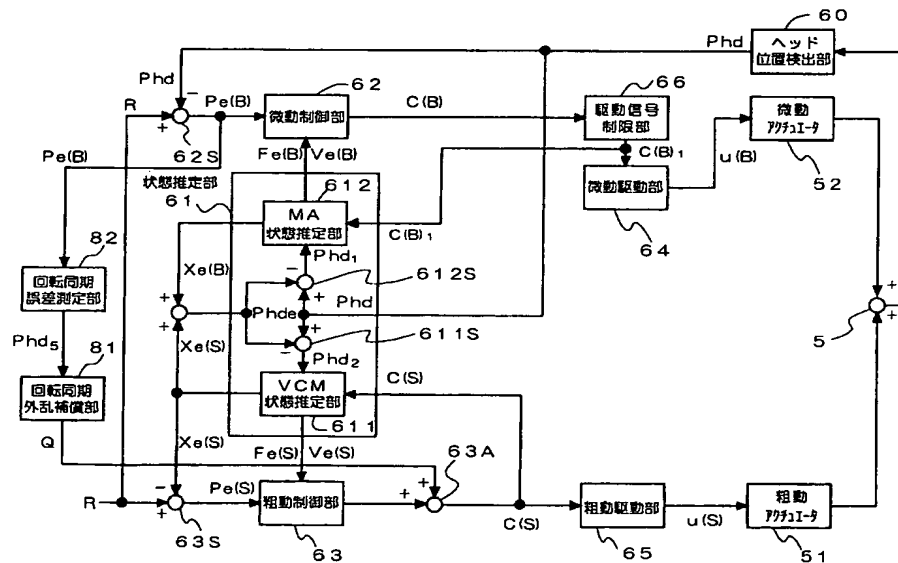 60
ヘッド
位置検出部
Phd
Phd
−
R
+
62S
Pe(B)
62
微動制御部
C(B)
66
駆動信号
制限部
C(B)1
微動
アクチュエータ
52
u(B)
微動駆動部
64
Pe(B)
状態推定部
61
Fe(B)
Ve(B)
612
MA
状態推定部
C(B)1
Phd1
82
回転同期
誤差測定部
Xe(B)
−
612S
+
+
+
Phde
Phd
+
611S
−
Phd2
+
+
5
Phd5
81
回転同期
外乱補償部
Xe(S)
VCM
状態推定部
611
C(S)
Q
Xe(S)
Fe(S)
Ve(S)
63A
R
−
+
63S
Pe(S)
粗動制御部
63
+
+
C(S)
粗動駆動部
65
u(S)
粗動
アクチュエータ
51